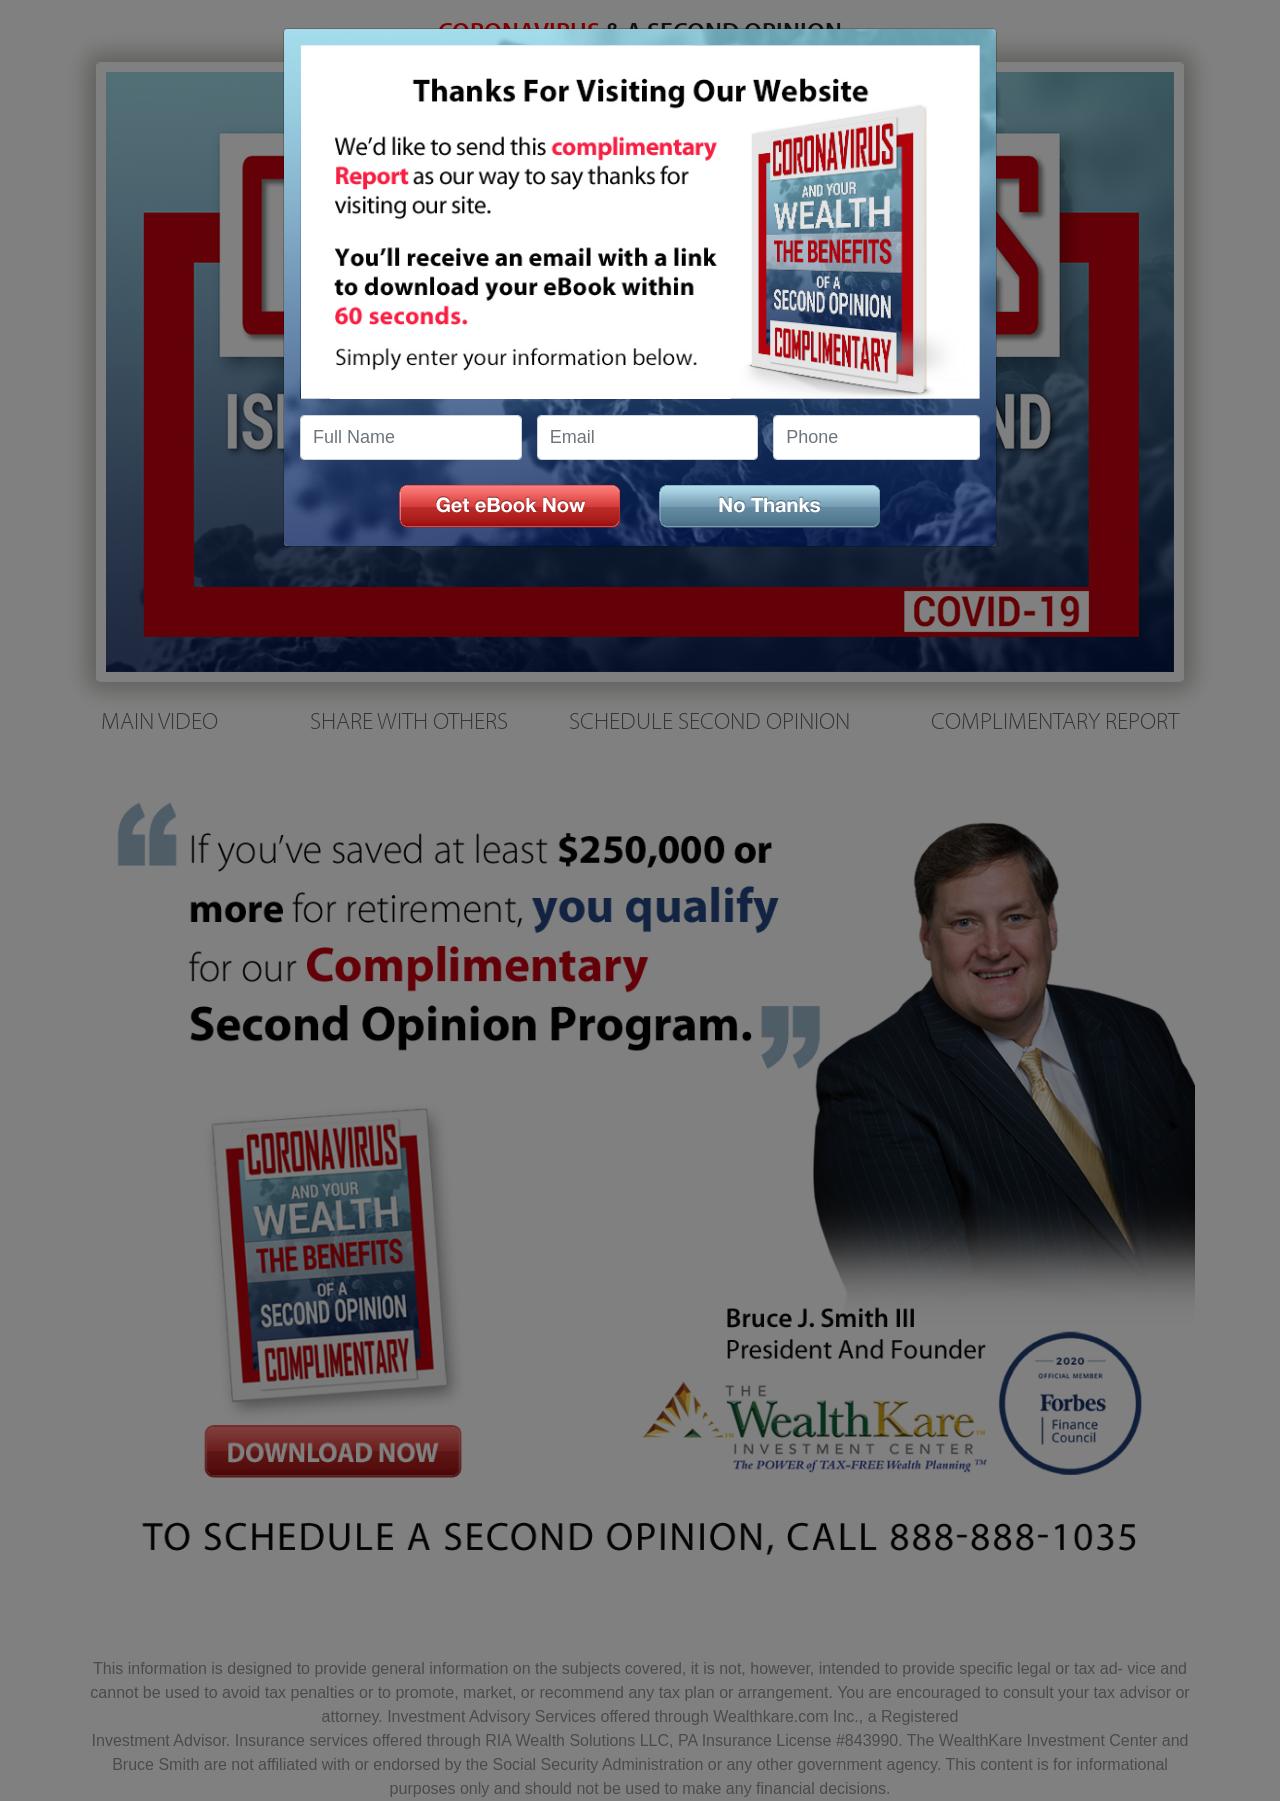 CORONAVIRUS & A SECOND OPINION
Thanks For Visiting Our Website
We'd like to send this complimentary
Report as our way to say thanks for
visiting our site.
You'll receive an email with a link
to download your eBook within
60 seconds.
Simply enter your information below.
CORONAVIRUS
AND YOUR
WEALTH
THE BENEFITS
OF A
SECOND OPINION
COMPLIMENTARY
Full Name
Email
Phone
Get eBook Now
No Thanks
COVID-19
MAIN VIDEO
SHARE WITH OTHERS
SCHEDULE SECOND OPINION
COMPLIMENTARY REPORT
“If you've saved at least $250,000 or
more for retirement, you qualify
for our Complimentary
Second Opinion Program.”
CORONAVIRUS
AND YOUR
WEALTH
THE BENEFITS
OF A
SECOND OPINION
COMPLIMENTARY
DOWNLOAD NOW
Bruce J. Smith III
President And Founder
THE
WealthKare
INVESTMENT CENTER
The POWER of TAX-FREE Wealth Planning ™
2020
OFFICIAL MEMBER
Forbes
Finance
Council
TO SCHEDULE A SECOND OPINION, CALL 888-888-1035
This information is designed to provide general information on the subjects covered, it is not, however, intended to provide specific legal or tax ad- vice and
cannot be used to avoid tax penalties or to promote, market, or recommend any tax plan or arrangement. You are encouraged to consult your tax advisor or
attorney. Investment Advisory Services offered through Wealthkare.com Inc., a Registered
Investment Advisor. Insurance services offered through RIA Wealth Solutions LLC, PA Insurance License #843990. The WealthKare Investment Center and
Bruce Smith are not affiliated with or endorsed by the Social Security Administration or any other government agency. This content is for informational
purposes only and should not be used to make any financial decisions.